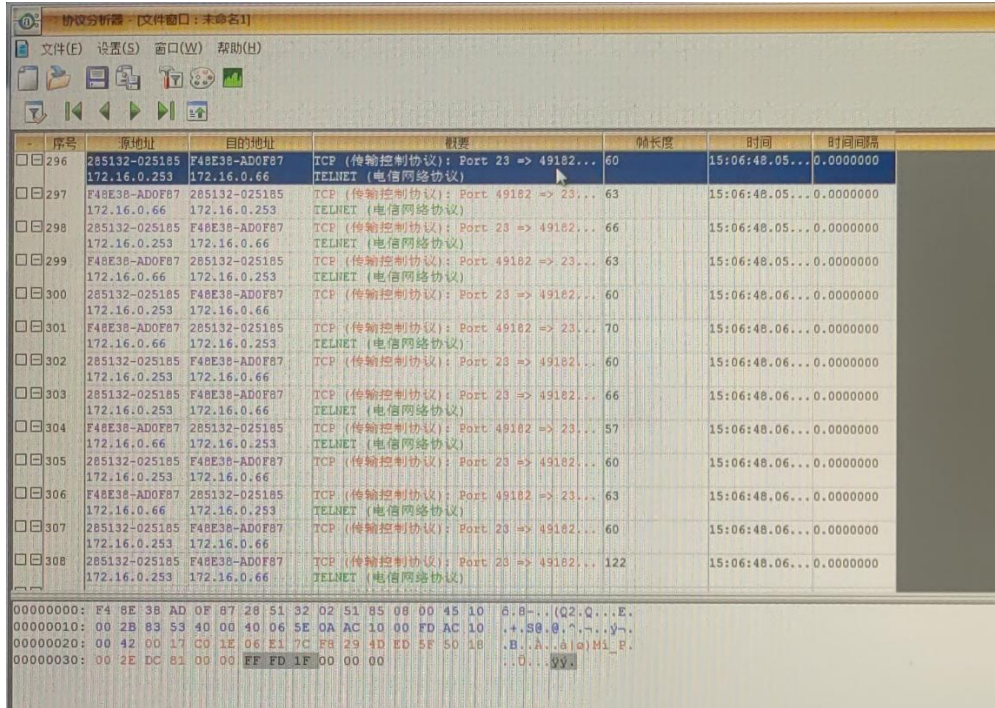 协议分析器 - [文件窗口：未命名1]
文件(F) 设置(S) 窗口(W) 帮助(H)
- 序号 源地址 目的地址 概要 帧长度 时间 时间间隔
296 285132-025185 F48E38-AD0F87 TCP (传输控制协议): Port 23 => 49182... 60 15:06:48.05... 0.0000000
172.16.0.253 172.16.0.66 TELNET (电信网络协议)
297 F48E38-AD0F87 285132-025185 TCP (传输控制协议): Port 49182 => 23... 63 15:06:48.05... 0.0000000
172.16.0.66 172.16.0.253 TELNET (电信网络协议)
298 285132-025185 F48E38-AD0F87 TCP (传输控制协议): Port 23 => 49182... 66 15:06:48.05... 0.0000000
172.16.0.253 172.16.0.66 TELNET (电信网络协议)
299 F48E38-AD0F87 285132-025185 TCP (传输控制协议): Port 49182 => 23... 63 15:06:48.05... 0.0000000
172.16.0.66 172.16.0.253 TELNET (电信网络协议)
300 285132-025185 F48E38-AD0F87 TCP (传输控制协议): Port 23 => 49182... 60 15:06:48.06... 0.0000000
172.16.0.253 172.16.0.66
301 F48E38-AD0F87 285132-025185 TCP (传输控制协议): Port 49182 => 23... 70 15:06:48.06... 0.0000000
172.16.0.66 172.16.0.253 TELNET (电信网络协议)
302 285132-025185 F48E38-AD0F87 TCP (传输控制协议): Port 23 => 49182... 60 15:06:48.06... 0.0000000
172.16.0.253 172.16.0.66
303 285132-025185 F48E38-AD0F87 TCP (传输控制协议): Port 23 => 49182... 66 15:06:48.06... 0.0000000
172.16.0.253 172.16.0.66 TELNET (电信网络协议)
304 F48E38-AD0F87 285132-025185 TCP (传输控制协议): Port 49182 => 23... 57 15:06:48.06... 0.0000000
172.16.0.66 172.16.0.253 TELNET (电信网络协议)
305 285132-025185 F48E38-AD0F87 TCP (传输控制协议): Port 23 => 49182... 60 15:06:48.06... 0.0000000
172.16.0.253 172.16.0.66
306 F48E38-AD0F87 285132-025185 TCP (传输控制协议): Port 49182 => 23... 63 15:06:48.06... 0.0000000
172.16.0.66 172.16.0.253 TELNET (电信网络协议)
307 285132-025185 F48E38-AD0F87 TCP (传输控制协议): Port 23 => 49182... 60 15:06:48.06... 0.0000000
172.16.0.253 172.16.0.66
308 285132-025185 F48E38-AD0F87 TCP (传输控制协议): Port 23 => 49182... 122 15:06:48.06... 0.0000000
172.16.0.253 172.16.0.66 TELNET (电信网络协议)
00000000: F4 8E 38 AD 0F 87 28 51 32 02 51 85 08 00 45 10 ô.8-..(Q2.Q...E.
00000010: 00 2B 83 53 40 00 40 06 5E 0A AC 10 00 FD AC 10 .+.S@.@.^.¬..ý¬.
00000020: 00 42 00 17 C0 1E 06 E1 7C F8 29 4D ED 5F 50 18 .B..À..á|ø)Mí_P.
00000030: 00 2E DC 81 00 00 FF FD 1F 00 00 00 ..Ü...ÿý.